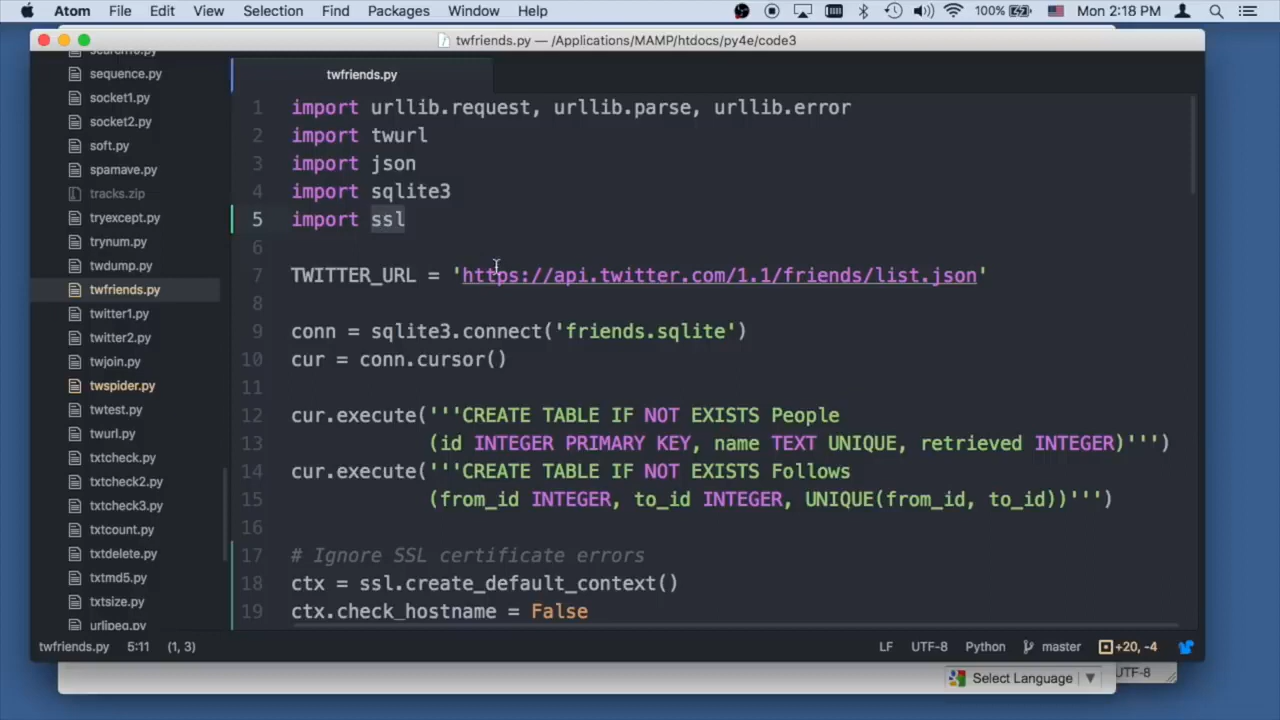 Atom File Edit View Selection Find Packages Window Help 100% Mon 2:18 PM
twfriends.py — /Applications/MAMP/htdocs/py4e/code3
twfriends.py
sequence.py
socket1.py
socket2.py
soft.py
spamave.py
tracks.zip
tryexcept.py
trynum.py
twdump.py
twfriends.py
twitter1.py
twitter2.py
twjoin.py
twspider.py
twtest.py
twurl.py
txtcheck.py
txtcheck2.py
txtcheck3.py
txtcount.py
txtdelete.py
txtmd5.py
txtsize.py
1 import urllib.request, urllib.parse, urllib.error
2 import twurl
3 import json
4 import sqlite3
5 import ssl
6
7 TWITTER_URL = 'https://api.twitter.com/1.1/friends/list.json'
8
9 conn = sqlite3.connect('friends.sqlite')
10 cur = conn.cursor()
11
12 cur.execute('''CREATE TABLE IF NOT EXISTS People
13 (id INTEGER PRIMARY KEY, name TEXT UNIQUE, retrieved INTEGER)''')
14 cur.execute('''CREATE TABLE IF NOT EXISTS Follows
15 (from_id INTEGER, to_id INTEGER, UNIQUE(from_id, to_id))''')
16
17 # Ignore SSL certificate errors
18 ctx = ssl.create_default_context()
19 ctx.check_hostname = False
twfriends.py 5:11 (1, 3) LF UTF-8 Python master +20, -4
Select Language ▼ UTF-8